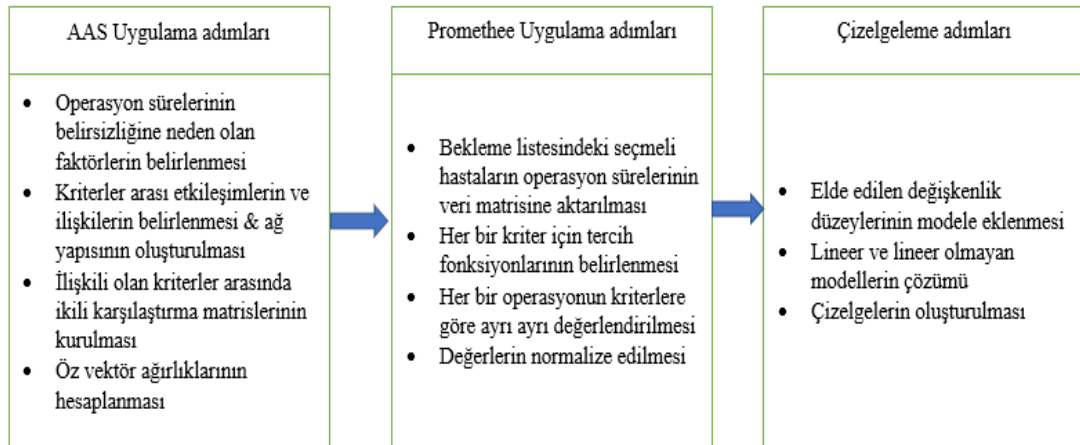 AAS Uygulama adımları
• Operasyon sürelerinin
belirsizliğine neden olan
faktörlerin belirlenmesi
• Kriterler arası etkileşimlerin ve
ilişkilerin belirlenmesi & ağ
yapısının oluşturulması
• İlişkili olan kriterler arasında
ikili karşılaştırma matrislerinin
kurulması
• Öz vektör ağırlıklarının
hesaplanması
Promethee Uygulama adımları
• Bekleme listesindeki seçmeli
hastaların operasyon sürelerinin
veri matrisine aktarılması
• Her bir kriter için tercih
fonksiyonlarının belirlenmesi
• Her bir operasyonun kriterlere
göre ayrı ayrı değerlendirilmesi
• Değerlerin normalize edilmesi
Çizelgeleme adımları
• Elde edilen değişkenlik
düzeylerinin modele eklenmesi
• Lineer ve lineer olmayan
modellerin çözümü
• Çizelgelerin oluşturulması